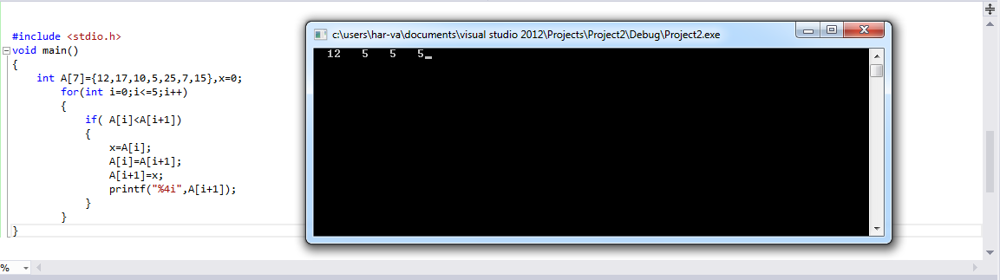 #include <stdio.h>
void main()
{
int A[7]={12,17,10,5,25,7,15},x=0;
for(int i=0;i<=5;i++)
{
if( A[i]<A[i+1])
{
x=A[i];
A[i]=A[i+1];
A[i+1]=x;
printf("%4i",A[i+1]);
}
}
}
%
c:\users\har-va\documents\visual studio 2012\Projects\Project2\Debug\Project2.exe
12 5 5 5_